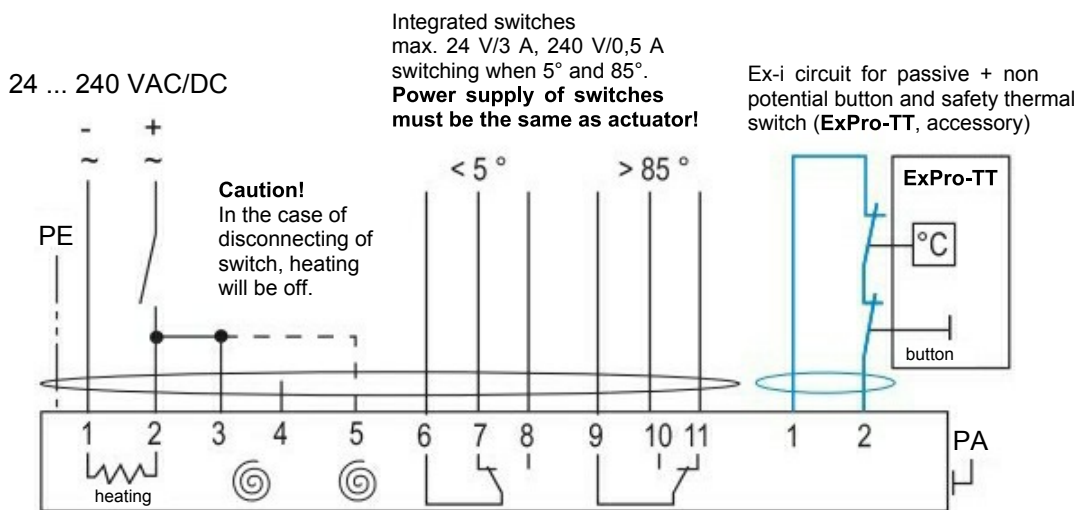 Integrated switches
max. 24 V/3 A, 240 V/0,5 A
switching when 5° and 85°.
Power supply of switches
must be the same as actuator!
24 ... 240 VAC/DC
Ex-i circuit for passive + non
potential button and safety thermal
switch (ExPro-TT, accessory)
- +
~ ~
< 5 ° > 85 °
ExPro-TT
Caution!
In the case of
disconnecting of
switch, heating
will be off.
PE
°C
button
1 2 3 4 5 6 7 8 9 10 11 1 2
PA
heating